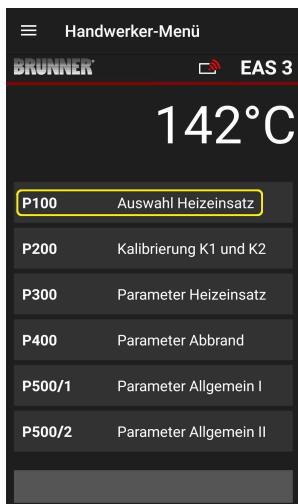 Handwerker-Menü
BRUNNER® EAS 3
142°C
P100 Auswahl Heizeinsatz
P200 Kalibrierung K1 und K2
P300 Parameter Heizeinsatz
P400 Parameter Abbrand
P500/1 Parameter Allgemein I
P500/2 Parameter Allgemein II